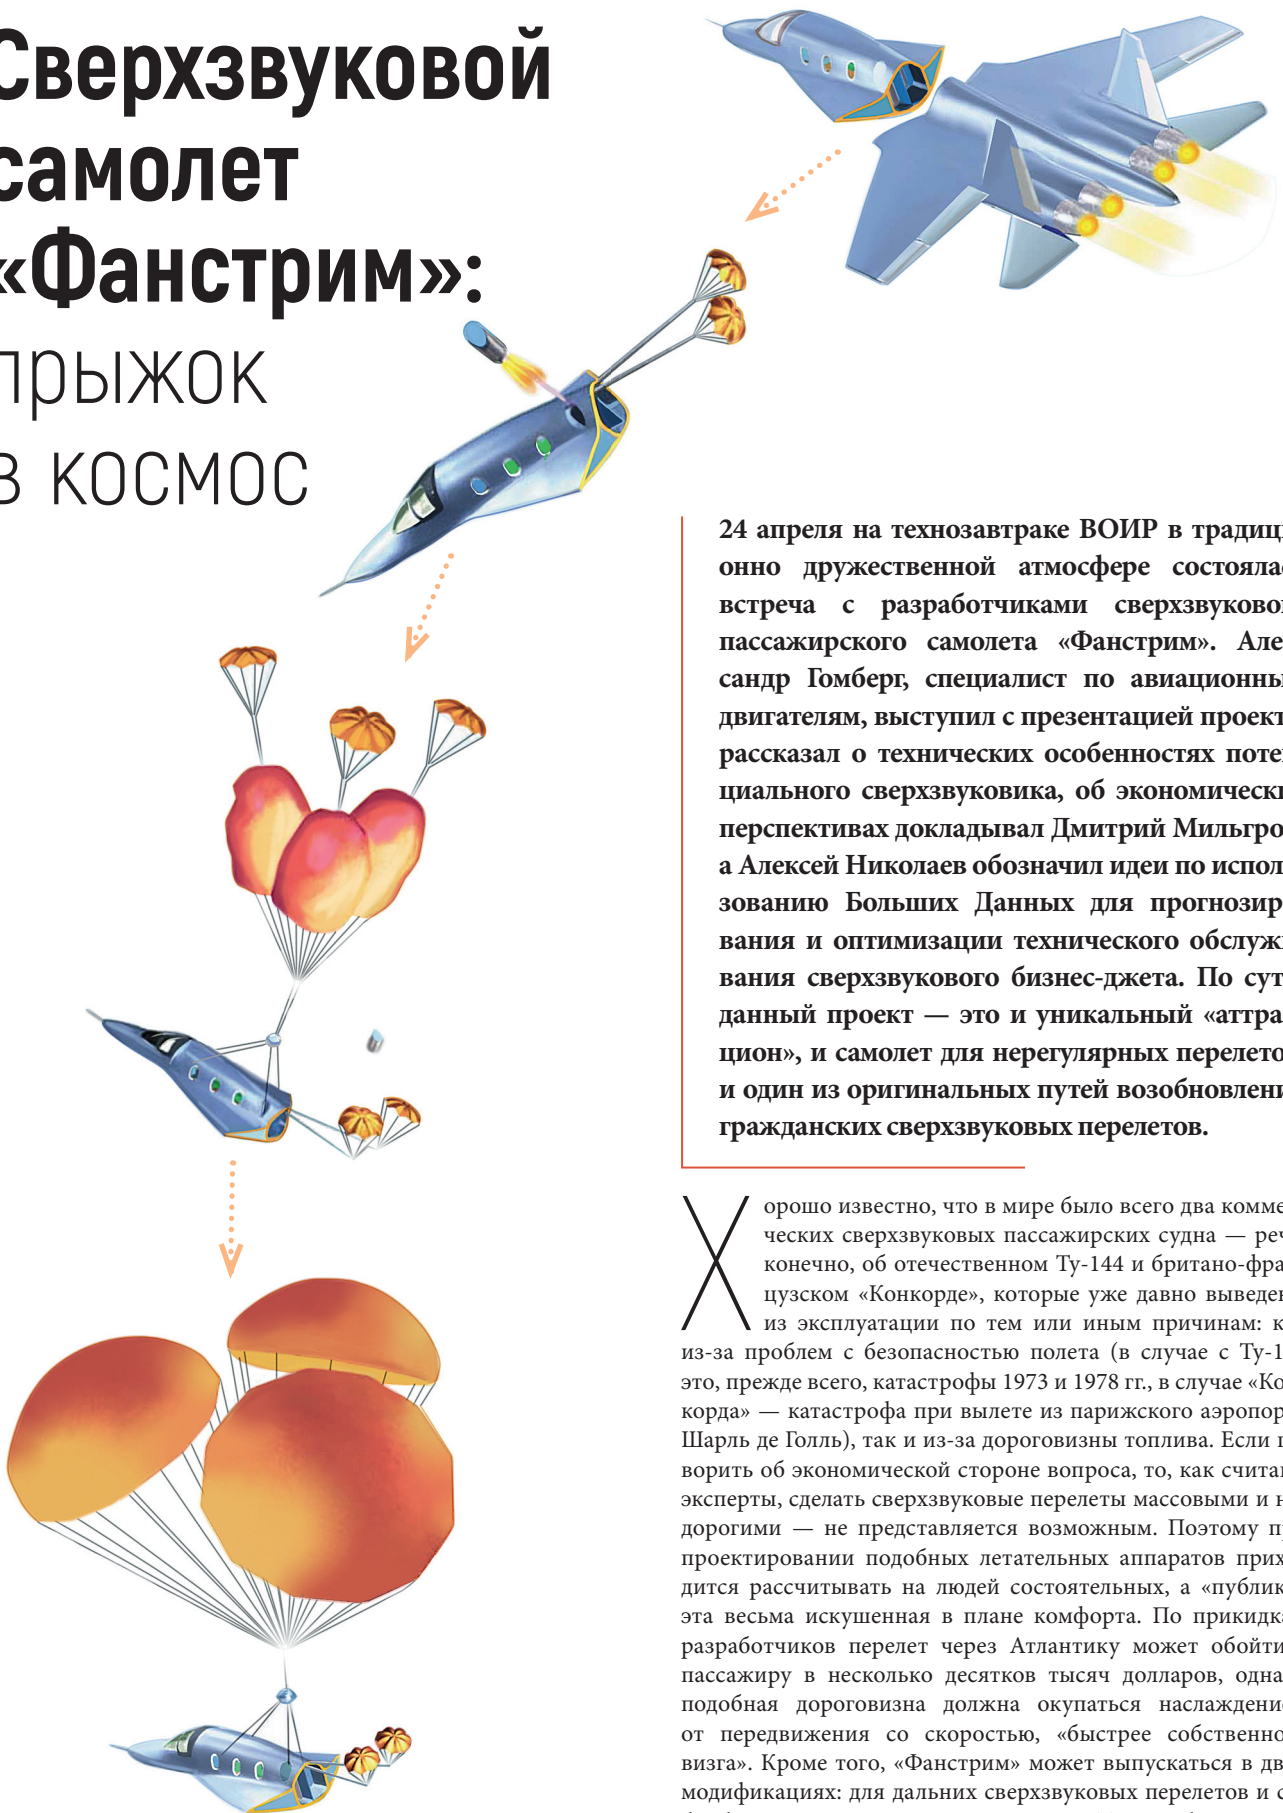 Сверхзвуковой
самолет
«Фанстрим»:
прыжок
в космос
24 апреля на технозавтраке ВОИР в традици
онно дружественной атмосфере состоялас
встреча с разработчиками сверхзвуковог
пассажирского самолета «Фанстрим». Алек
сандр Гомберг, специалист по авиационны
двигателям, выступил с презентацией проект
рассказал о технических особенностях потен
циального сверхзвуковика, об экономически
перспективах докладывал Дмитрий Мильгро
а Алексей Николаев обозначил идеи по исполь
зованию Больших Данных для прогнозир
вания и оптимизации технического обслужи
вания сверхзвукового бизнес-джета. По сут
данный проект — это и уникальный «аттра
цион», и самолет для нерегулярных перелето
и один из оригинальных путей возобновлени
гражданских сверхзвуковых перелетов.
Хорошо известно, что в мире было всего два комме
ческих сверхзвуковых пассажирских судна — реч
конечно, об отечественном Ту-144 и британо-фра
цузском «Конкорде», которые уже давно выведен
из эксплуатации по тем или иным причинам: к
из-за проблем с безопасностью полета (в случае с Ту-1
это, прежде всего, катастрофы 1973 и 1978 гг., в случае «Ко
корда» — катастрофа при вылете из парижского аэропор
Шарль де Голль), так и из-за дороговизны топлива. Если г
ворить об экономической стороне вопроса, то, как счита
эксперты, сделать сверхзвуковые перелеты массовыми и н
дорогими — не представляется возможным. Поэтому п
проектировании подобных летательных аппаратов прих
дится рассчитывать на людей состоятельных, а «публик
эта весьма искушенная в плане комфорта. По прикидк
разработчиков перелет через Атлантику может обойти
пассажиру в несколько десятков тысяч долларов, одна
подобная дороговизна должна окупаться наслаждени
от передвижения со скоростью, «быстрее собственно
визга». Кроме того, «Фанстрим» может выпускаться в дв
модификациях: для дальних сверхзвуковых перелетов и с